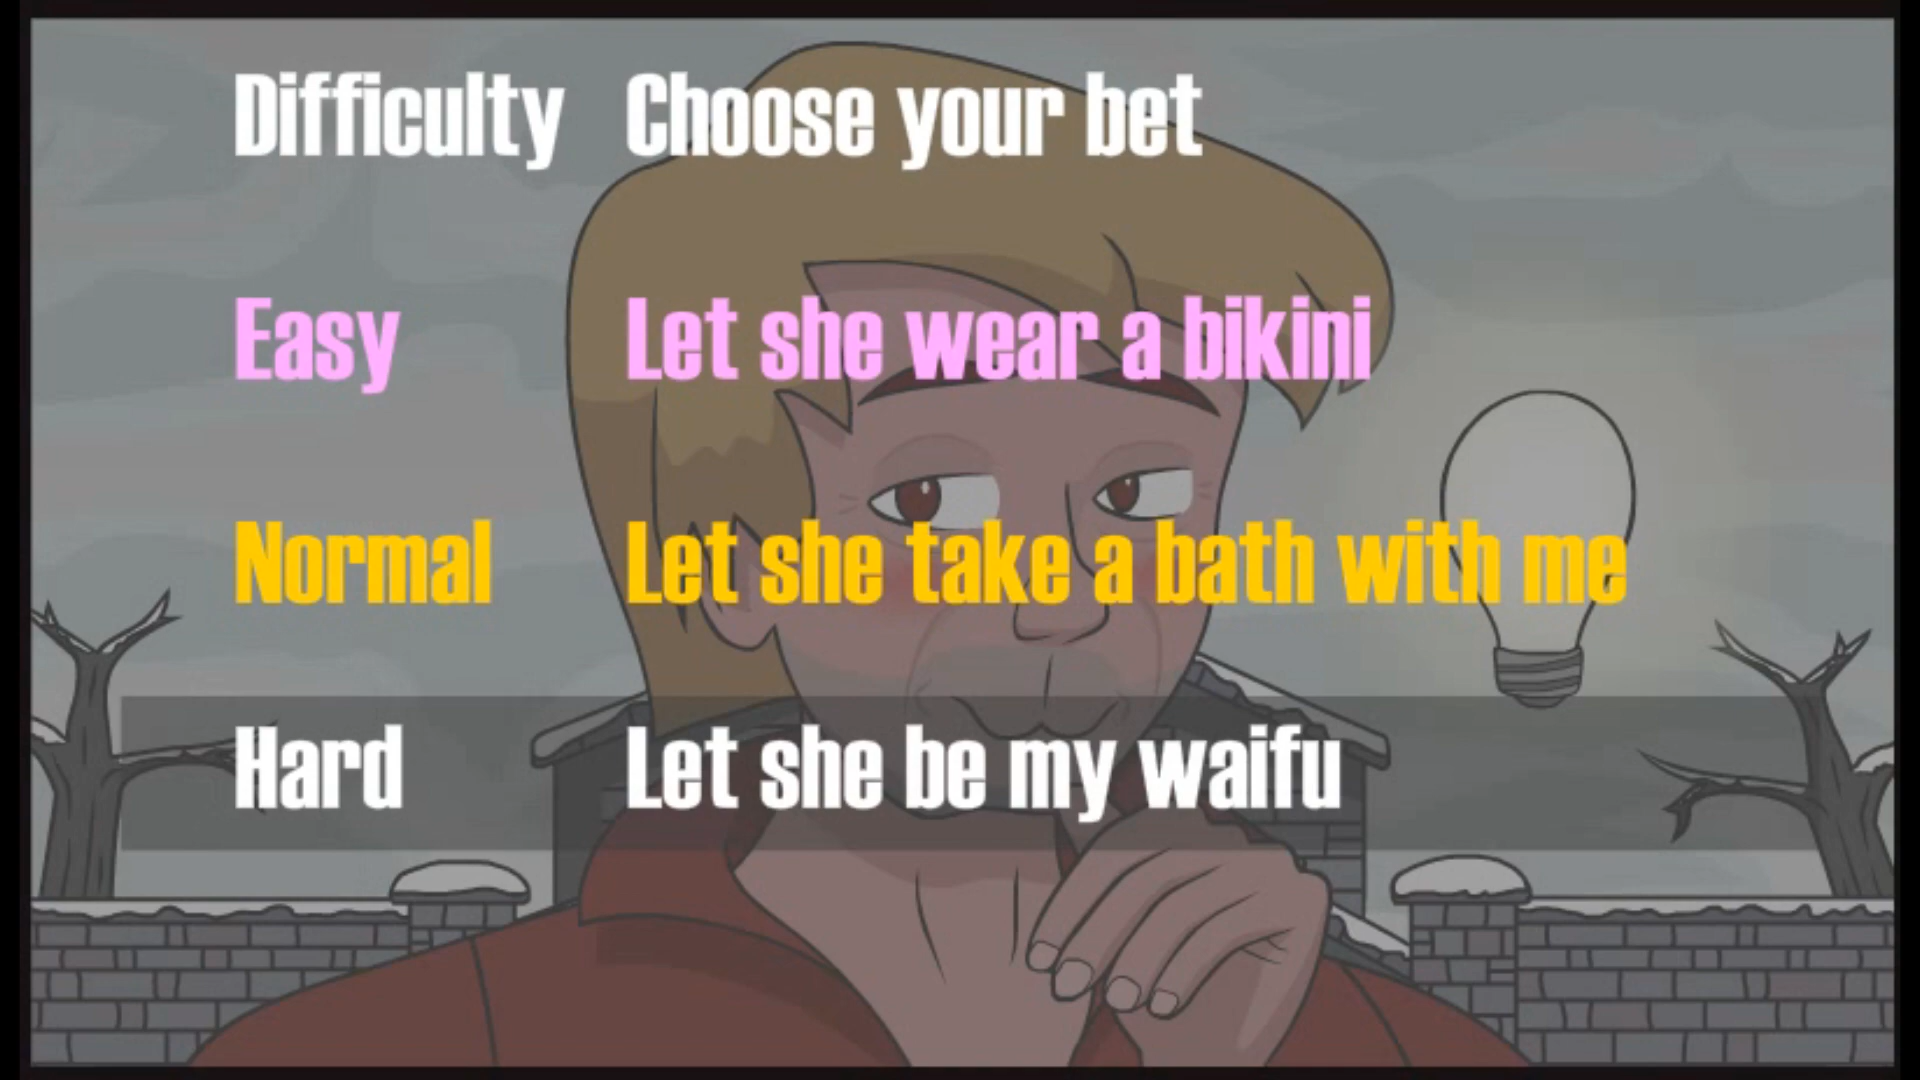 Difficulty Choose your bet
Easy Let she wear a bikini
Normal Let she take a bath with me
Hard Let she be my waifu